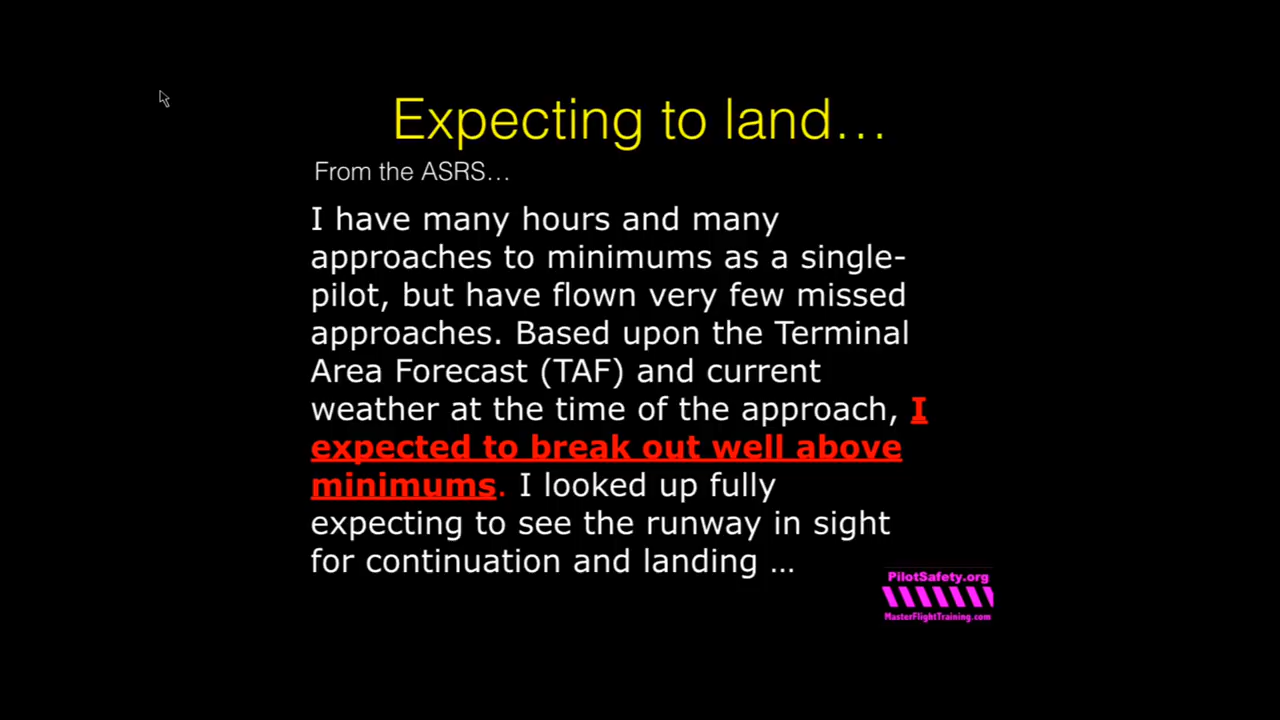 Expecting to land…
From the ASRS…
I have many hours and many
approaches to minimums as a single-
pilot, but have flown very few missed
approaches. Based upon the Terminal
Area Forecast (TAF) and current
weather at the time of the approach, I
expected to break out well above
minimums. I looked up fully
expecting to see the runway in sight
for continuation and landing …
PilotSafety.org
MasterFlightTraining.com